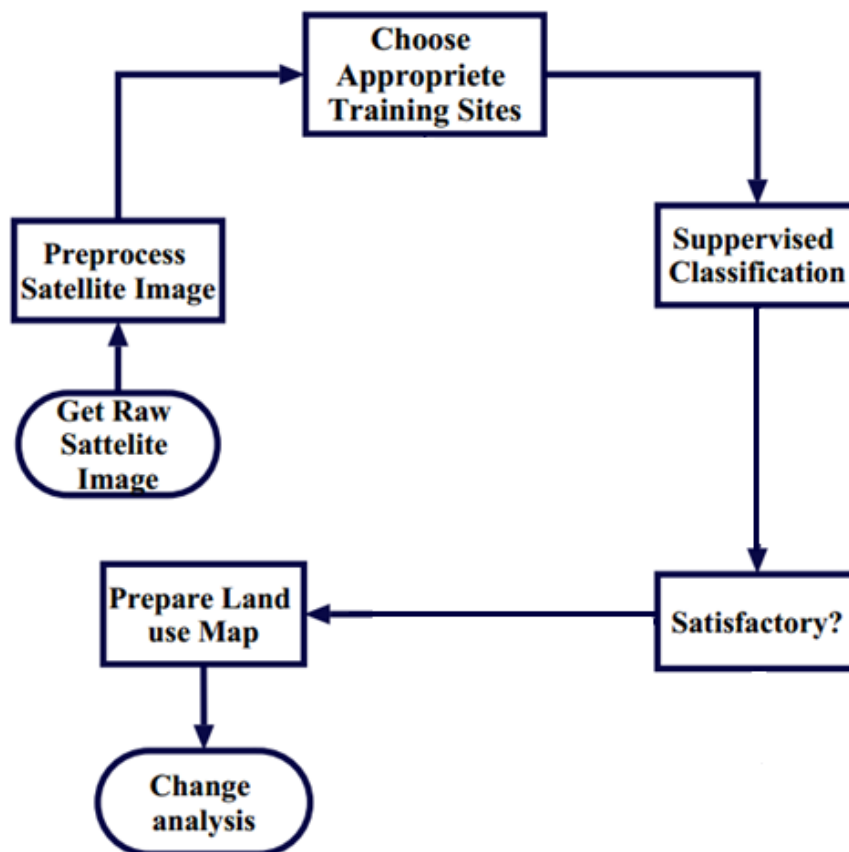 Choose
Appropriete
Training Sites
Preprocess
Satellite Image
Suppervised
Classification
Get Raw
Sattelite
Image
Prepare Land
use Map
Satisfactory?
Change
analysis